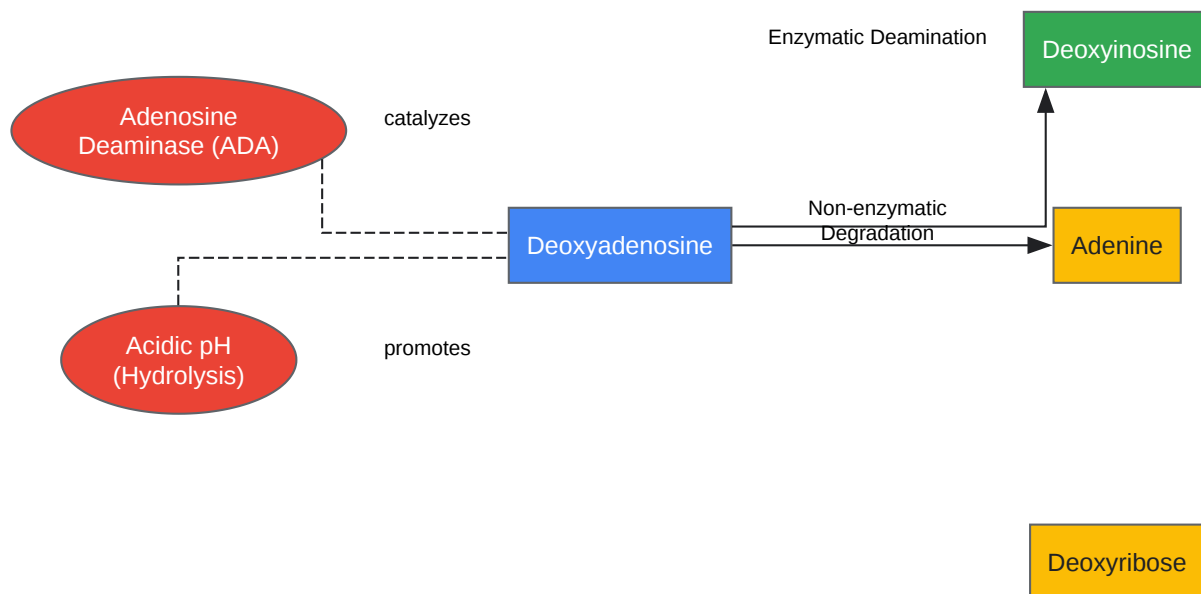 Enzymatic Deamination
Deoxyinosine
Adenosine
Deaminase (ADA)
catalyzes
Non-enzymatic
Degradation
Deoxyadenosine
Adenine
Acidic pH
(Hydrolysis)
promotes
Deoxyribose